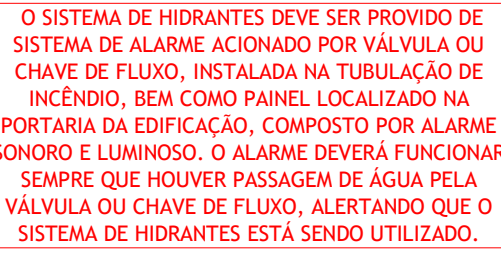 O SISTEMA DE HIDRANTES DEVE SER PROVIDO DE
SISTEMA DE ALARME ACIONADO POR VÁLVULA OU
CHAVE DE FLUXO, INSTALADA NA TUBULAÇÃO DE
INCÊNDIO, BEM COMO PAINEL LOCALIZADO NA
PORTARIA DA EDIFICAÇÃO, COMPOSTO POR ALARME
SONORO E LUMINOSO. O ALARME DEVERÁ FUNCIONAR
SEMPRE QUE HOUVER PASSAGEM DE ÁGUA PELA
VÁLVULA OU CHAVE DE FLUXO, ALERTANDO QUE O
SISTEMA DE HIDRANTES ESTÁ SENDO UTILIZADO.